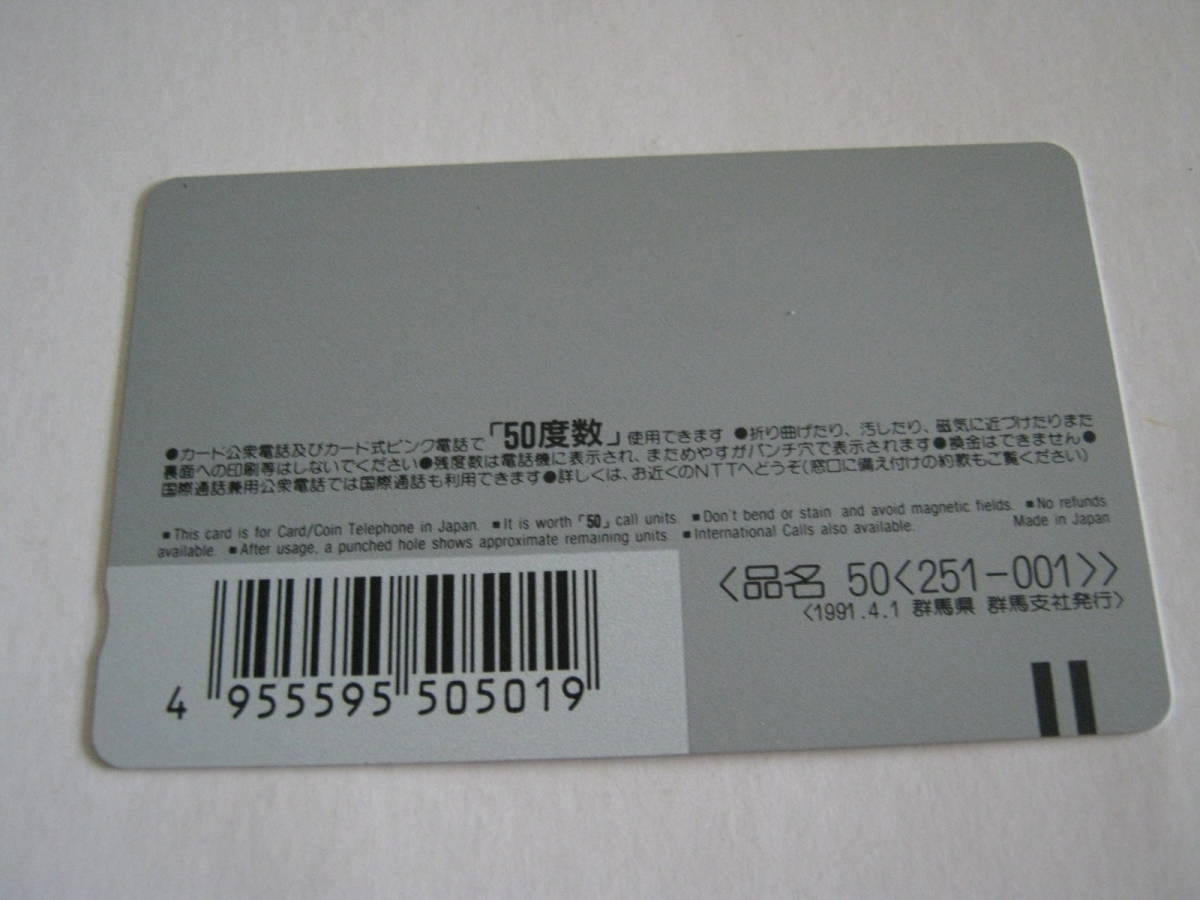 ●カード公衆電話及びカード式ピンク電話で「50度数」使用できます ●折り曲げたり、汚したり、磁気に近づけたりまた
裏面への印刷等はしないでください●残度数は電話機に表示され、まためやすがパンチ穴で表示されます●換金はできません●
国際通話兼用公衆電話では国際通話も利用できます●詳しくは、お近くのNTTへどうぞ(窓口に備え付けの約款もご覧ください)
■This card is for Card/Coin Telephone in Japan. ■It is worth「50」call units. ■Don't bend or stain and avoid magnetic fields. ■No refunds
available. ■After usage, a punched hole shows approximate remaining units. ■International Calls also available. Made in Japan
<品名 50<251-001>>
<1991.4.1 群馬県 群馬支社発行>
4 955595 505019